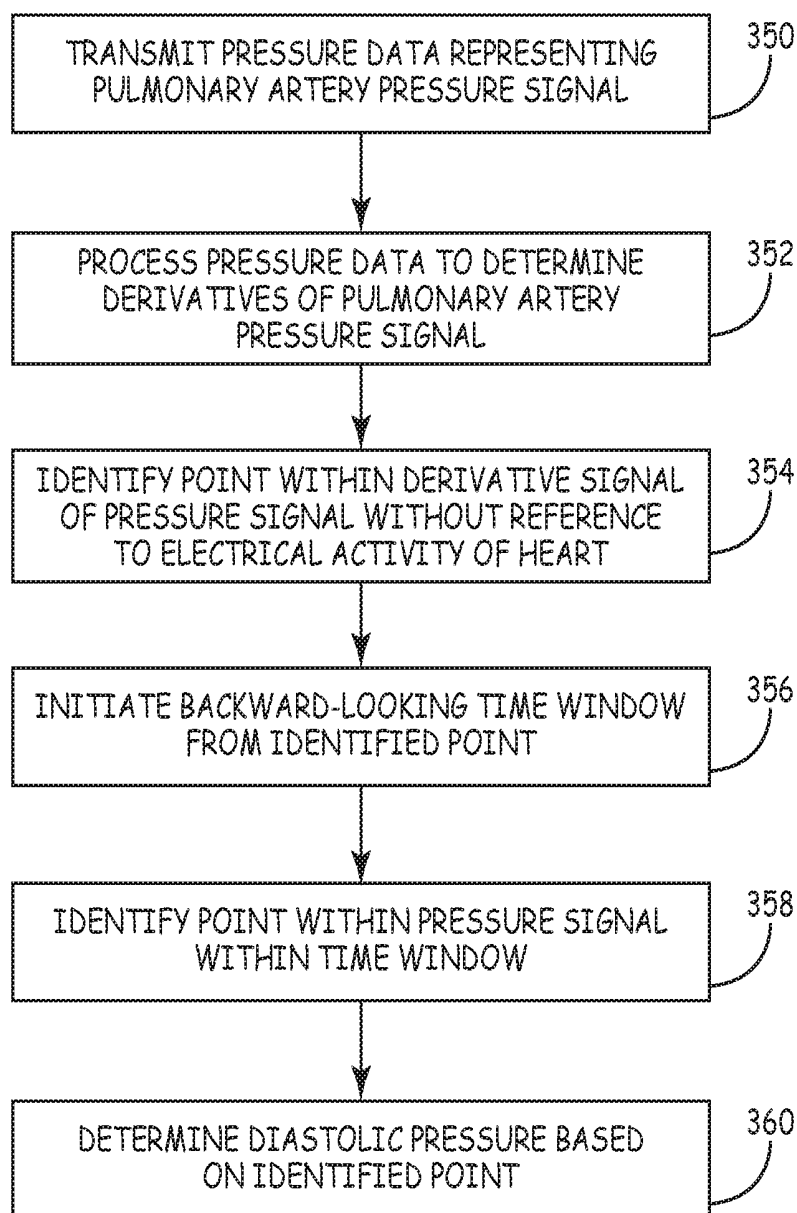 TRANSMIT PRESSURE DATA REPRESENTING
PULMONARY ARTERY PRESSURE SIGNAL
350
PROCESS PRESSURE DATA TO DETERMINE
DERIVATIVES OF PULMONARY ARTERY
PRESSURE SIGNAL
352
IDENTIFY POINT WITHIN DERIVATIVE SIGNAL
OF PRESSURE SIGNAL WITHOUT REFERENCE
TO ELECTRICAL ACTIVITY OF HEART
354
INITIATE BACKWARD-LOOKING TIME WINDOW
FROM IDENTIFIED POINT
356
IDENTIFY POINT WITHIN PRESSURE SIGNAL
WITHIN TIME WINDOW
358
DETERMINE DIASTOLIC PRESSURE BASED
ON IDENTIFIED POINT
360